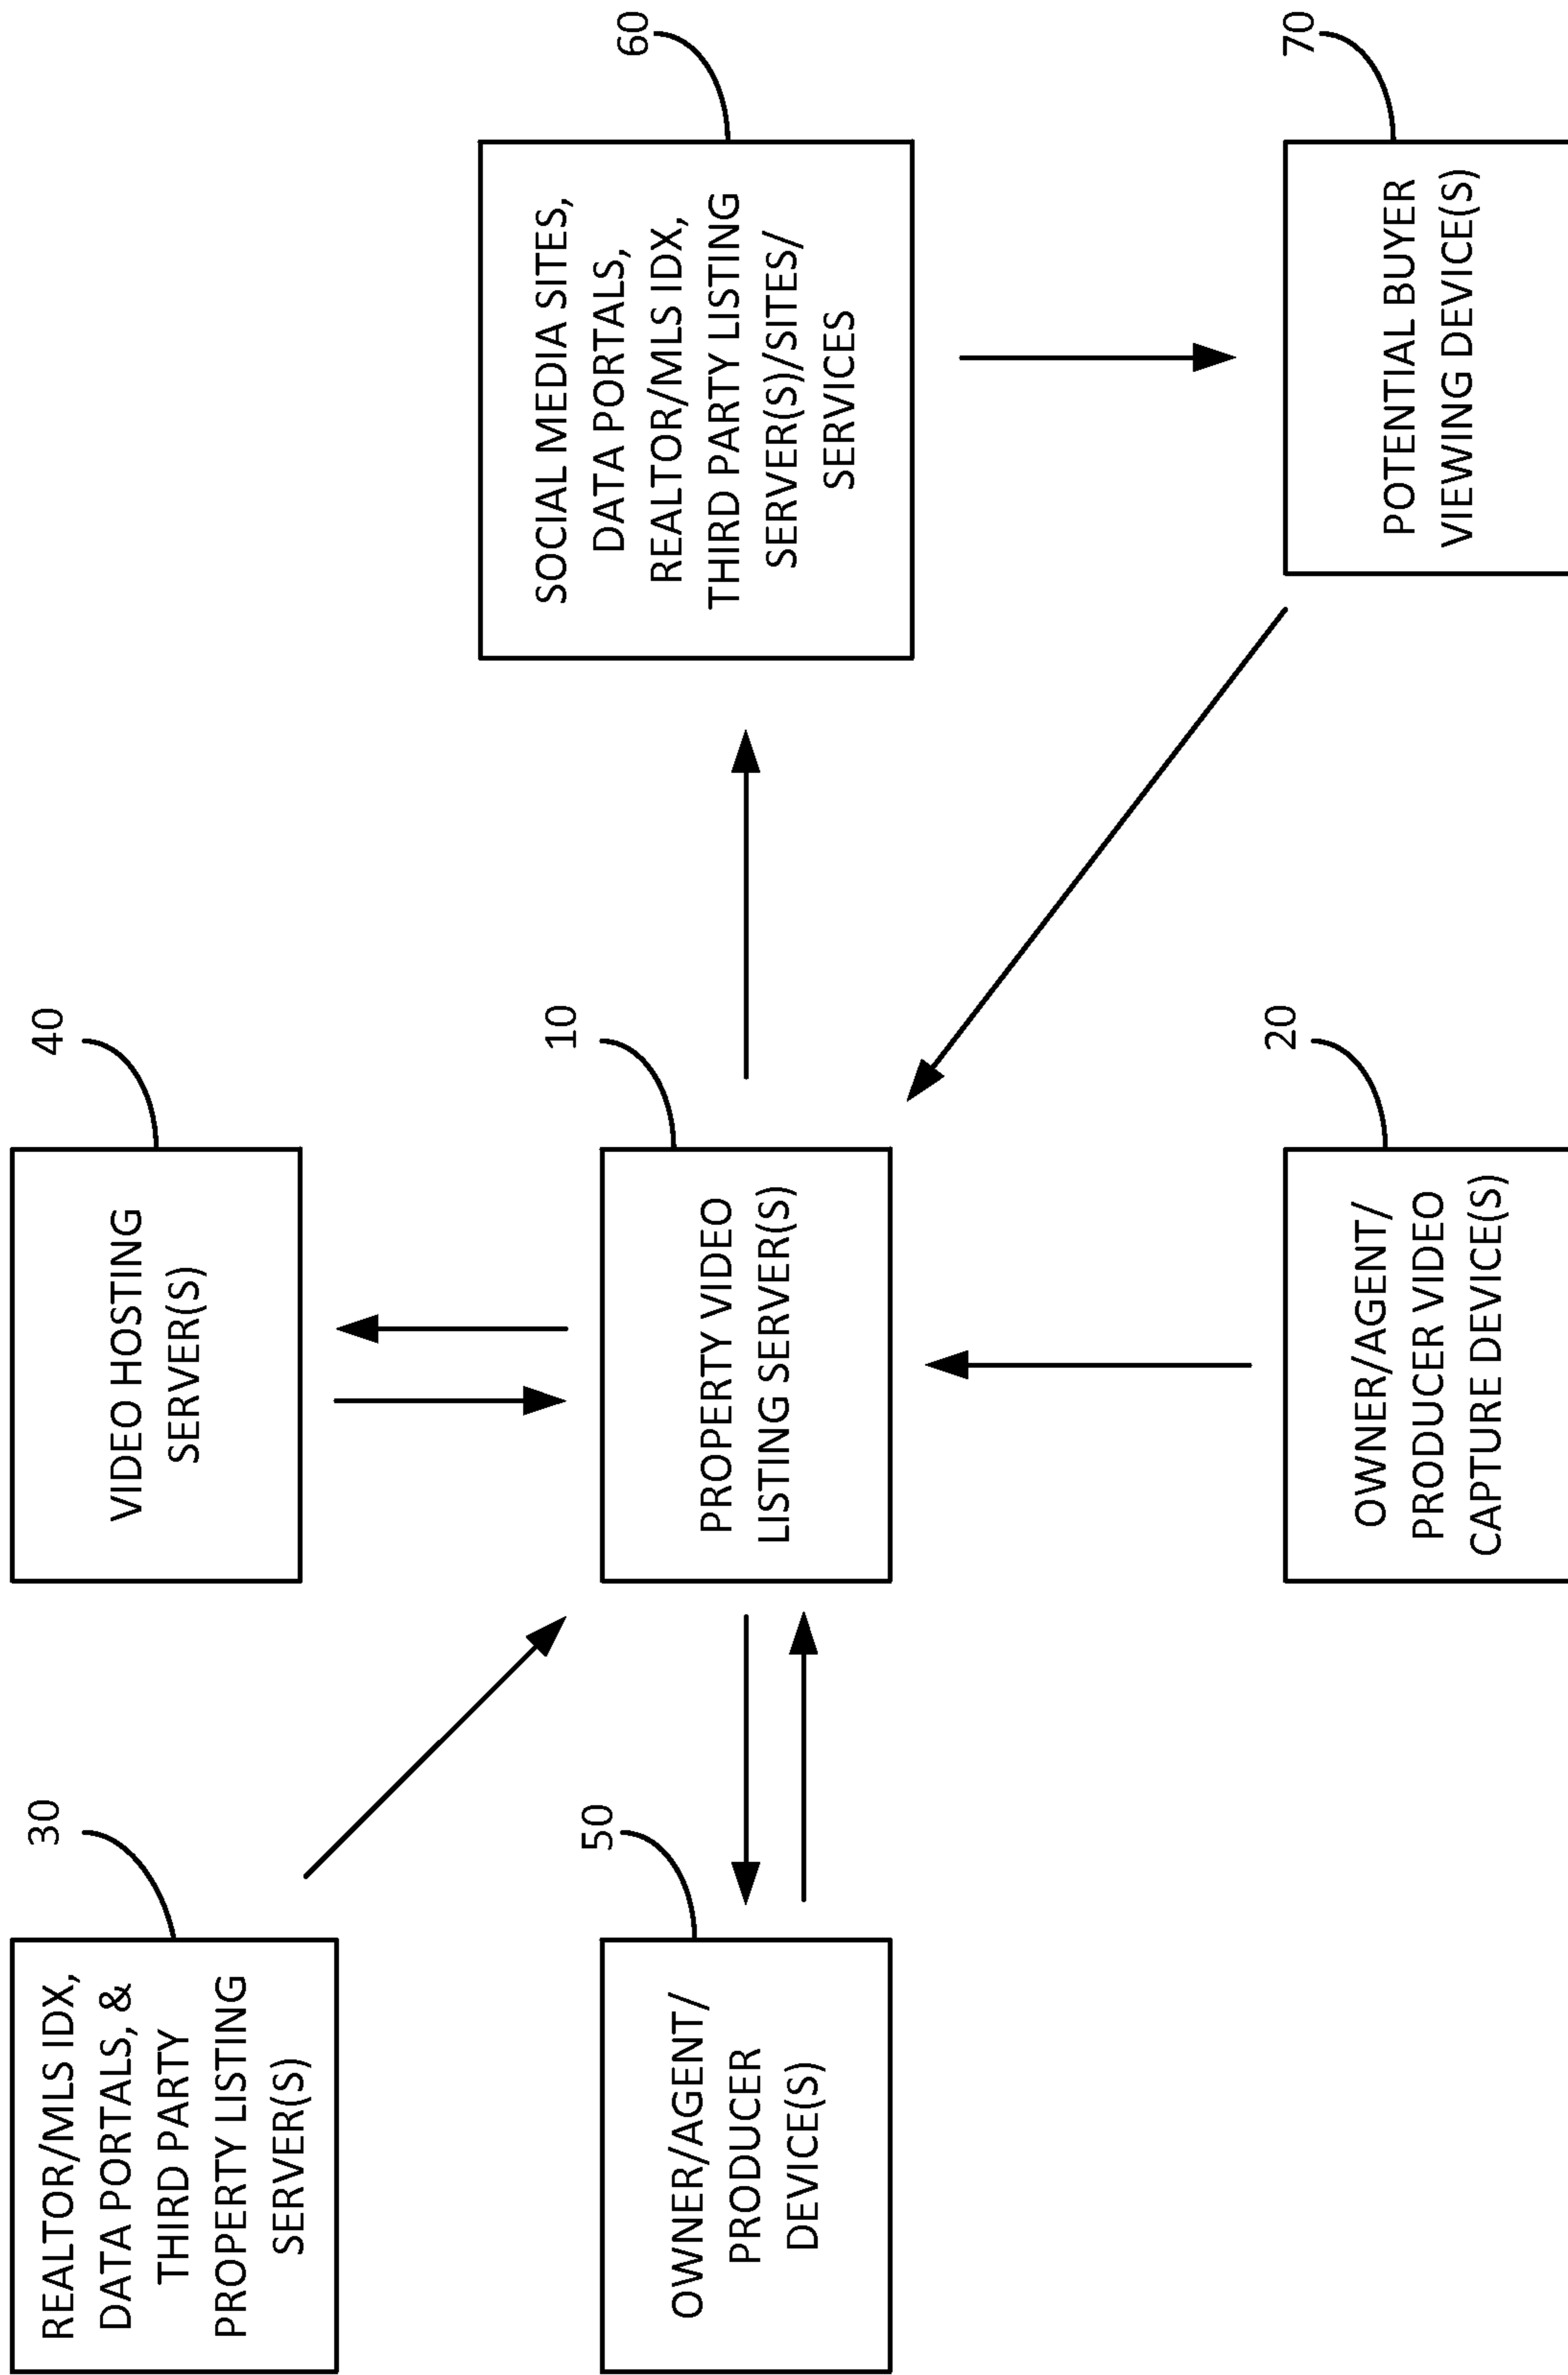 30
REALTOR/MLS IDX,
DATA PORTALS, &
THIRD PARTY
PROPERTY LISTING
SERVER(S)
40
VIDEO HOSTING
SERVER(S)
60
SOCIAL MEDIA SITES,
DATA PORTALS,
REALTOR/MLS IDX,
THIRD PARTY LISTING
SERVER(S)/SITES/
SERVICES
50
OWNER/AGENT/
PRODUCER
DEVICE(S)
10
PROPERTY VIDEO
LISTING SERVER(S)
20
OWNER/AGENT/
PRODUCER VIDEO
CAPTURE DEVICE(S)
70
POTENTIAL BUYER
VIEWING DEVICE(S)